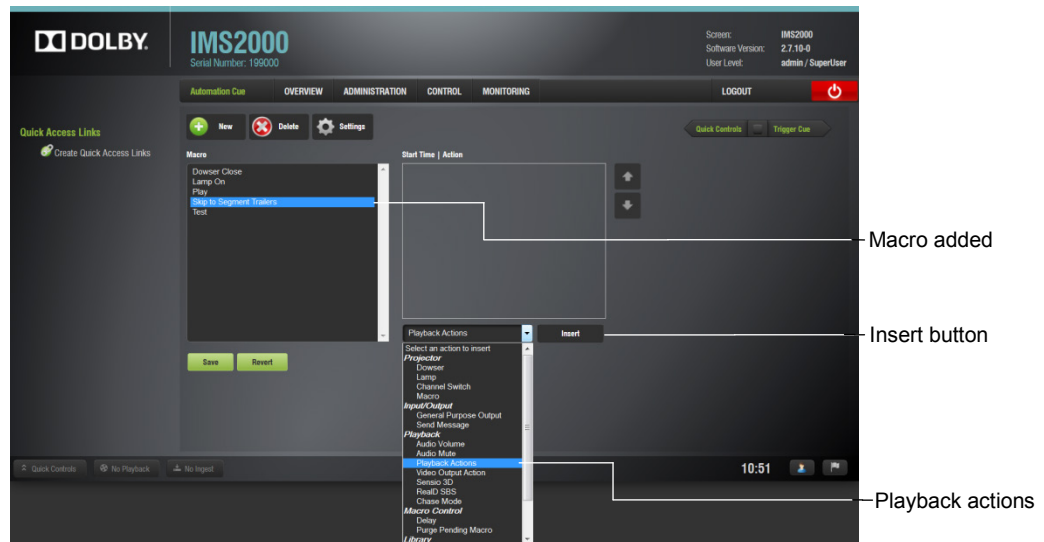 DOLBY.
IMS2000
Serial Number: 199000
Screen: IMS2000
Software Version: 2.7.10-0
User Level: admin / SuperUser
Automation Cue OVERVIEW ADMINISTRATION CONTROL MONITORING LOGOUT
Quick Access Links
Create Quick Access Links
New Delete Settings
Quick Controls Trigger Cue
Macro
Dowser Close
Lamp On
Play
Skip to Segment Trailers
Test
Start Time | Action
Macro added
Playback Actions Insert
Insert button
Save Revert
Select an action to insert
Projector
Dowser
Lamp
Channel Switch
Macro
Input/Output
General Purpose Output
Send Message
Playback
Audio Volume
Audio Mute
Playback Actions
Video Output Action
Sensio 3D
RealD SBS
Chase Mode
Macro Control
Delay
Purge Pending Macro
Library
Playback actions
Quick Controls No Playback No Ingest 10:51